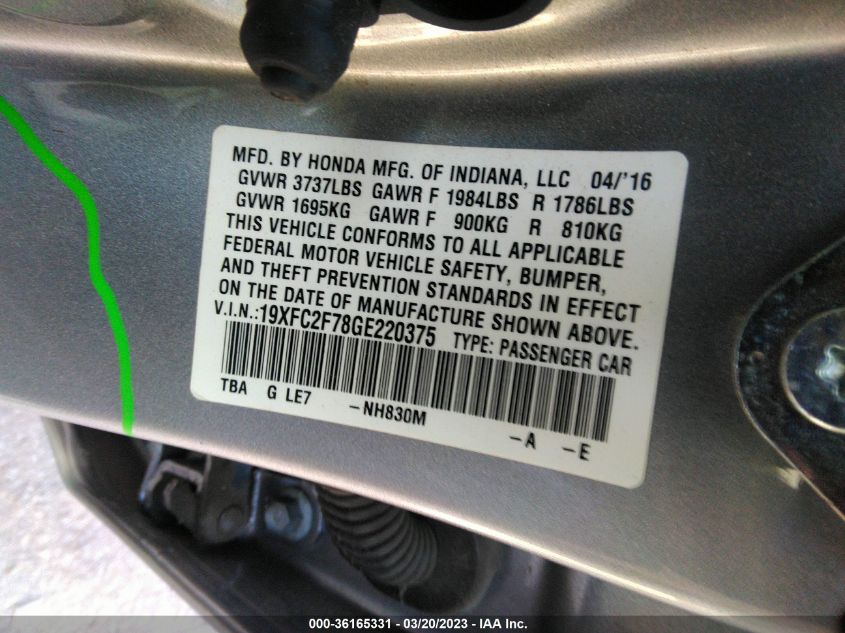 MFD. BY HONDA MFG. OF INDIANA, LLC 04/'16
GVWR 3737LBS GAWR F 1984LBS R 1786LBS
GVWR 1695KG GAWR F 900KG R 810KG
THIS VEHICLE CONFORMS TO ALL APPLICABLE
FEDERAL MOTOR VEHICLE SAFETY, BUMPER,
AND THEFT PREVENTION STANDARDS IN EFFECT
ON THE DATE OF MANUFACTURE SHOWN ABOVE.
V.I.N.:19XFC2F78GE220375 TYPE: PASSENGER CAR
TBA G LE7 -NH830M -A -E
000-36165331 - 03/20/2023 - IAA Inc.